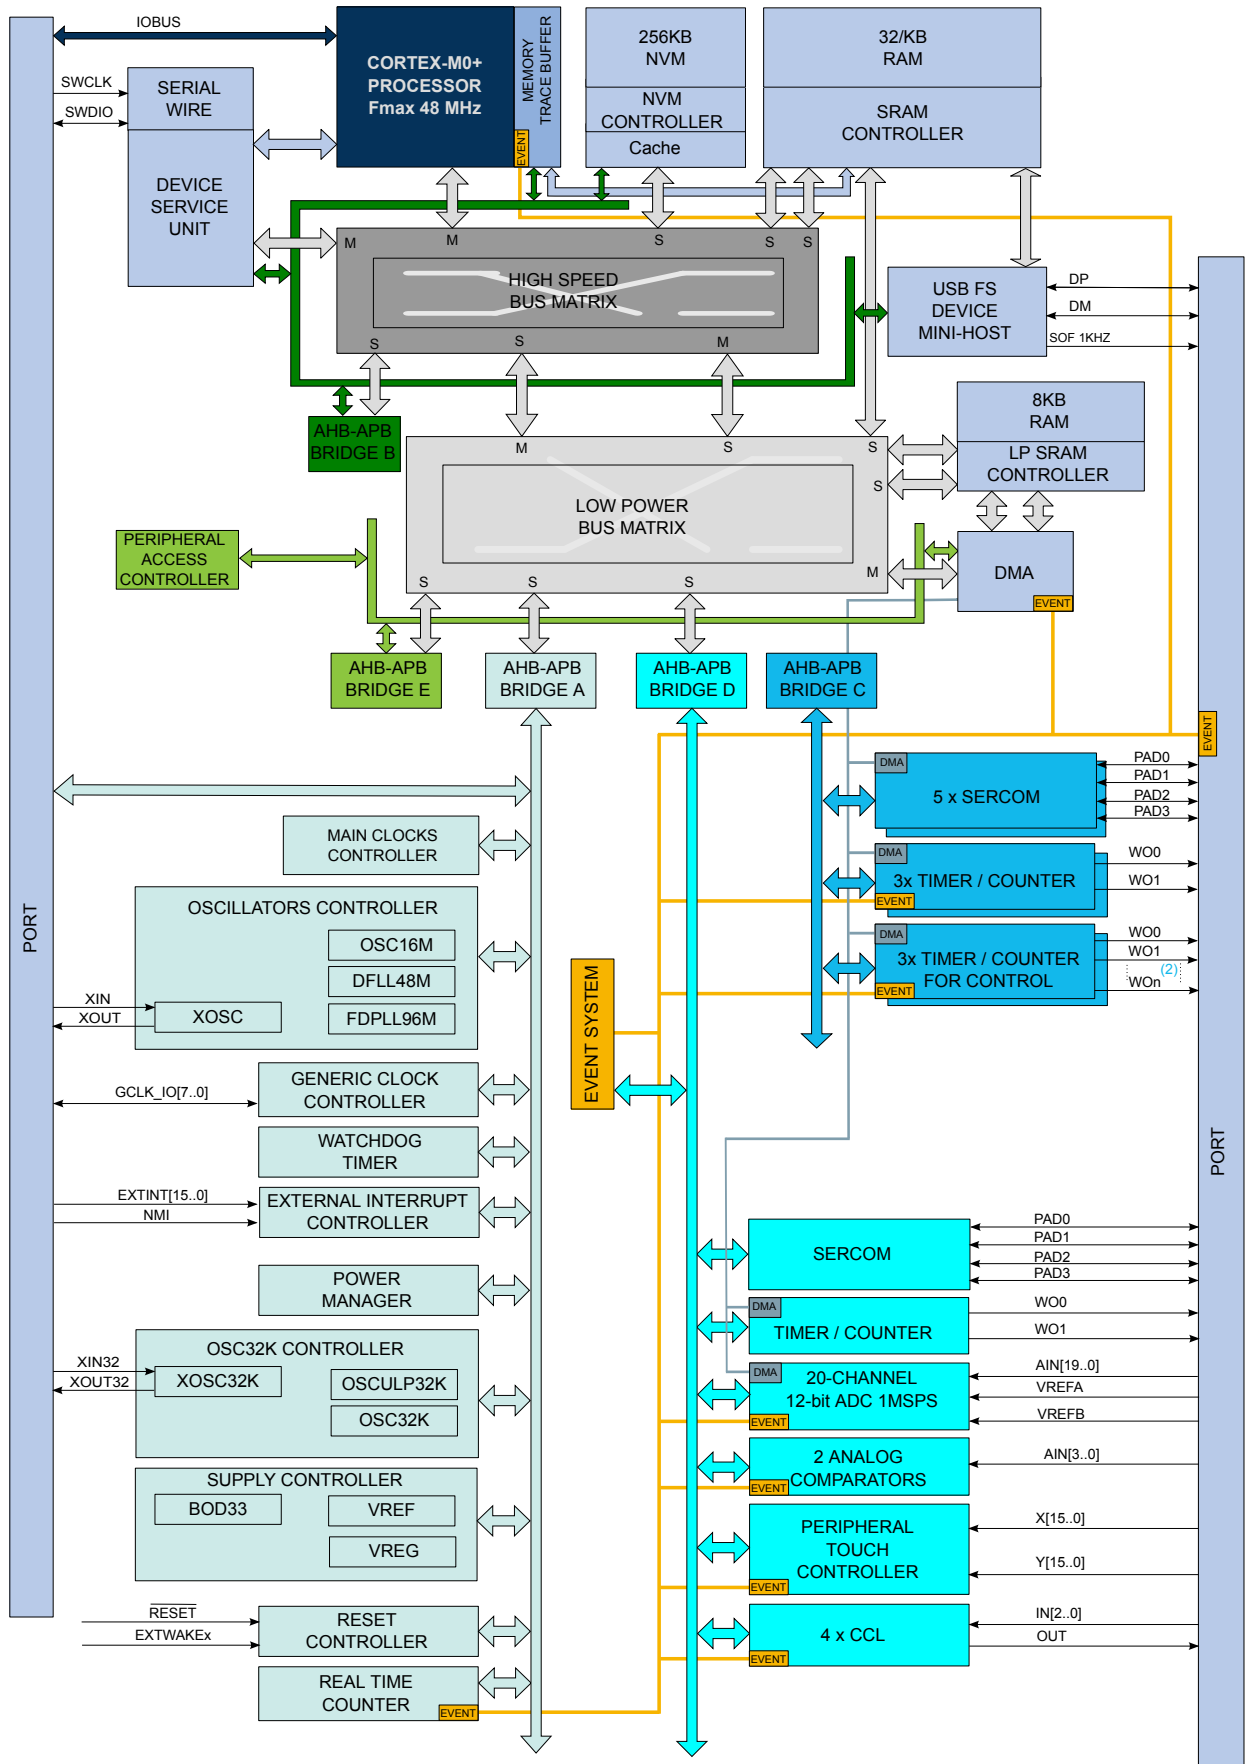 IOBUS
SWCLK
SWDIO
SERIAL
WIRE
DEVICE
SERVICE
UNIT
CORTEX-M0+
PROCESSOR
Fmax 48 MHz
MEMORY
TRACE BUFFER
EVENT
256KB
NVM
NVM
CONTROLLER
Cache
32/KB
RAM
SRAM
CONTROLLER
M
M
S
S
S
HIGH SPEED
BUS MATRIX
S
S
M
USB FS
DEVICE
MINI-HOST
DP
DM
SOF 1KHZ
AHB-APB
BRIDGE B
M
S
S
S
M
LOW POWER
BUS MATRIX
S
S
S
8KB
RAM
LP SRAM
CONTROLLER
PERIPHERAL
ACCESS
CONTROLLER
DMA
EVENT
AHB-APB
BRIDGE E
AHB-APB
BRIDGE A
AHB-APB
BRIDGE D
AHB-APB
BRIDGE C
EVENT
PORT
PORT
MAIN CLOCKS
CONTROLLER
OSCILLATORS CONTROLLER
OSC16M
DFLL48M
FDPLL96M
XOSC
XIN
XOUT
GCLK_IO[7..0]
GENERIC CLOCK
CONTROLLER
WATCHDOG
TIMER
EXTINT[15..0]
NMI
EXTERNAL INTERRUPT
CONTROLLER
POWER
MANAGER
OSC32K CONTROLLER
XIN32
XOUT32
XOSC32K
OSCULP32K
OSC32K
SUPPLY CONTROLLER
BOD33
VREF
VREG
RESET
EXTWAKEx
RESET
CONTROLLER
REAL TIME
COUNTER
EVENT
EVENT SYSTEM
DMA
5 x SERCOM
PAD0
PAD1
PAD2
PAD3
DMA
3x TIMER / COUNTER
EVENT
WO0
WO1
DMA
3x TIMER / COUNTER
FOR CONTROL
EVENT
WO0
WO1
(2)
WOn
SERCOM
PAD0
PAD1
PAD2
PAD3
DMA
TIMER / COUNTER
WO0
WO1
DMA
20-CHANNEL
12-bit ADC 1MSPS
EVENT
AIN[19..0]
VREFA
VREFB
2 ANALOG
COMPARATORS
EVENT
AIN[3..0]
PERIPHERAL
TOUCH
CONTROLLER
EVENT
X[15..0]
Y[15..0]
4 x CCL
EVENT
IN[2..0]
OUT